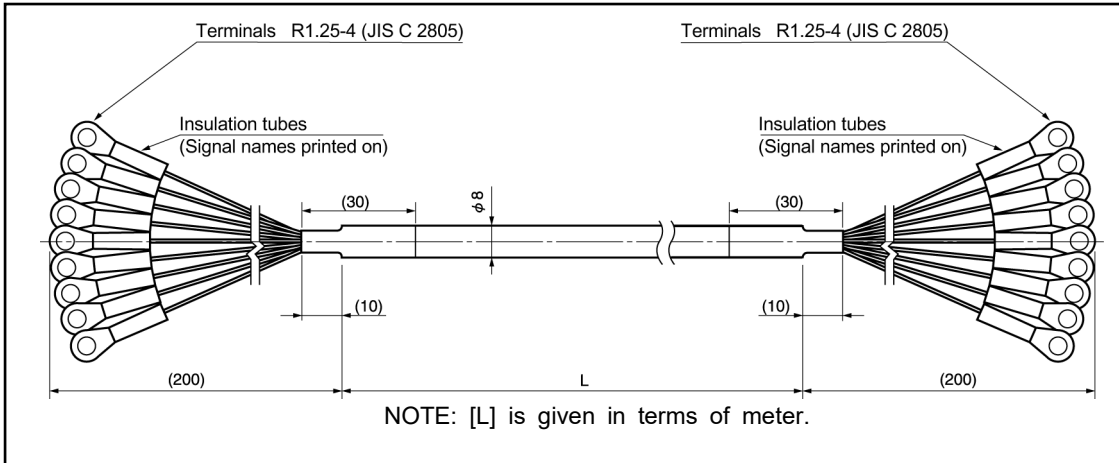 Terminals R1.25-4 (JIS C 2805)
Terminals R1.25-4 (JIS C 2805)
Insulation tubes
(Signal names printed on)
Insulation tubes
(Signal names printed on)
(30)
φ8
(30)
(10)
(10)
(200)
L
(200)
NOTE: [L] is given in terms of meter.